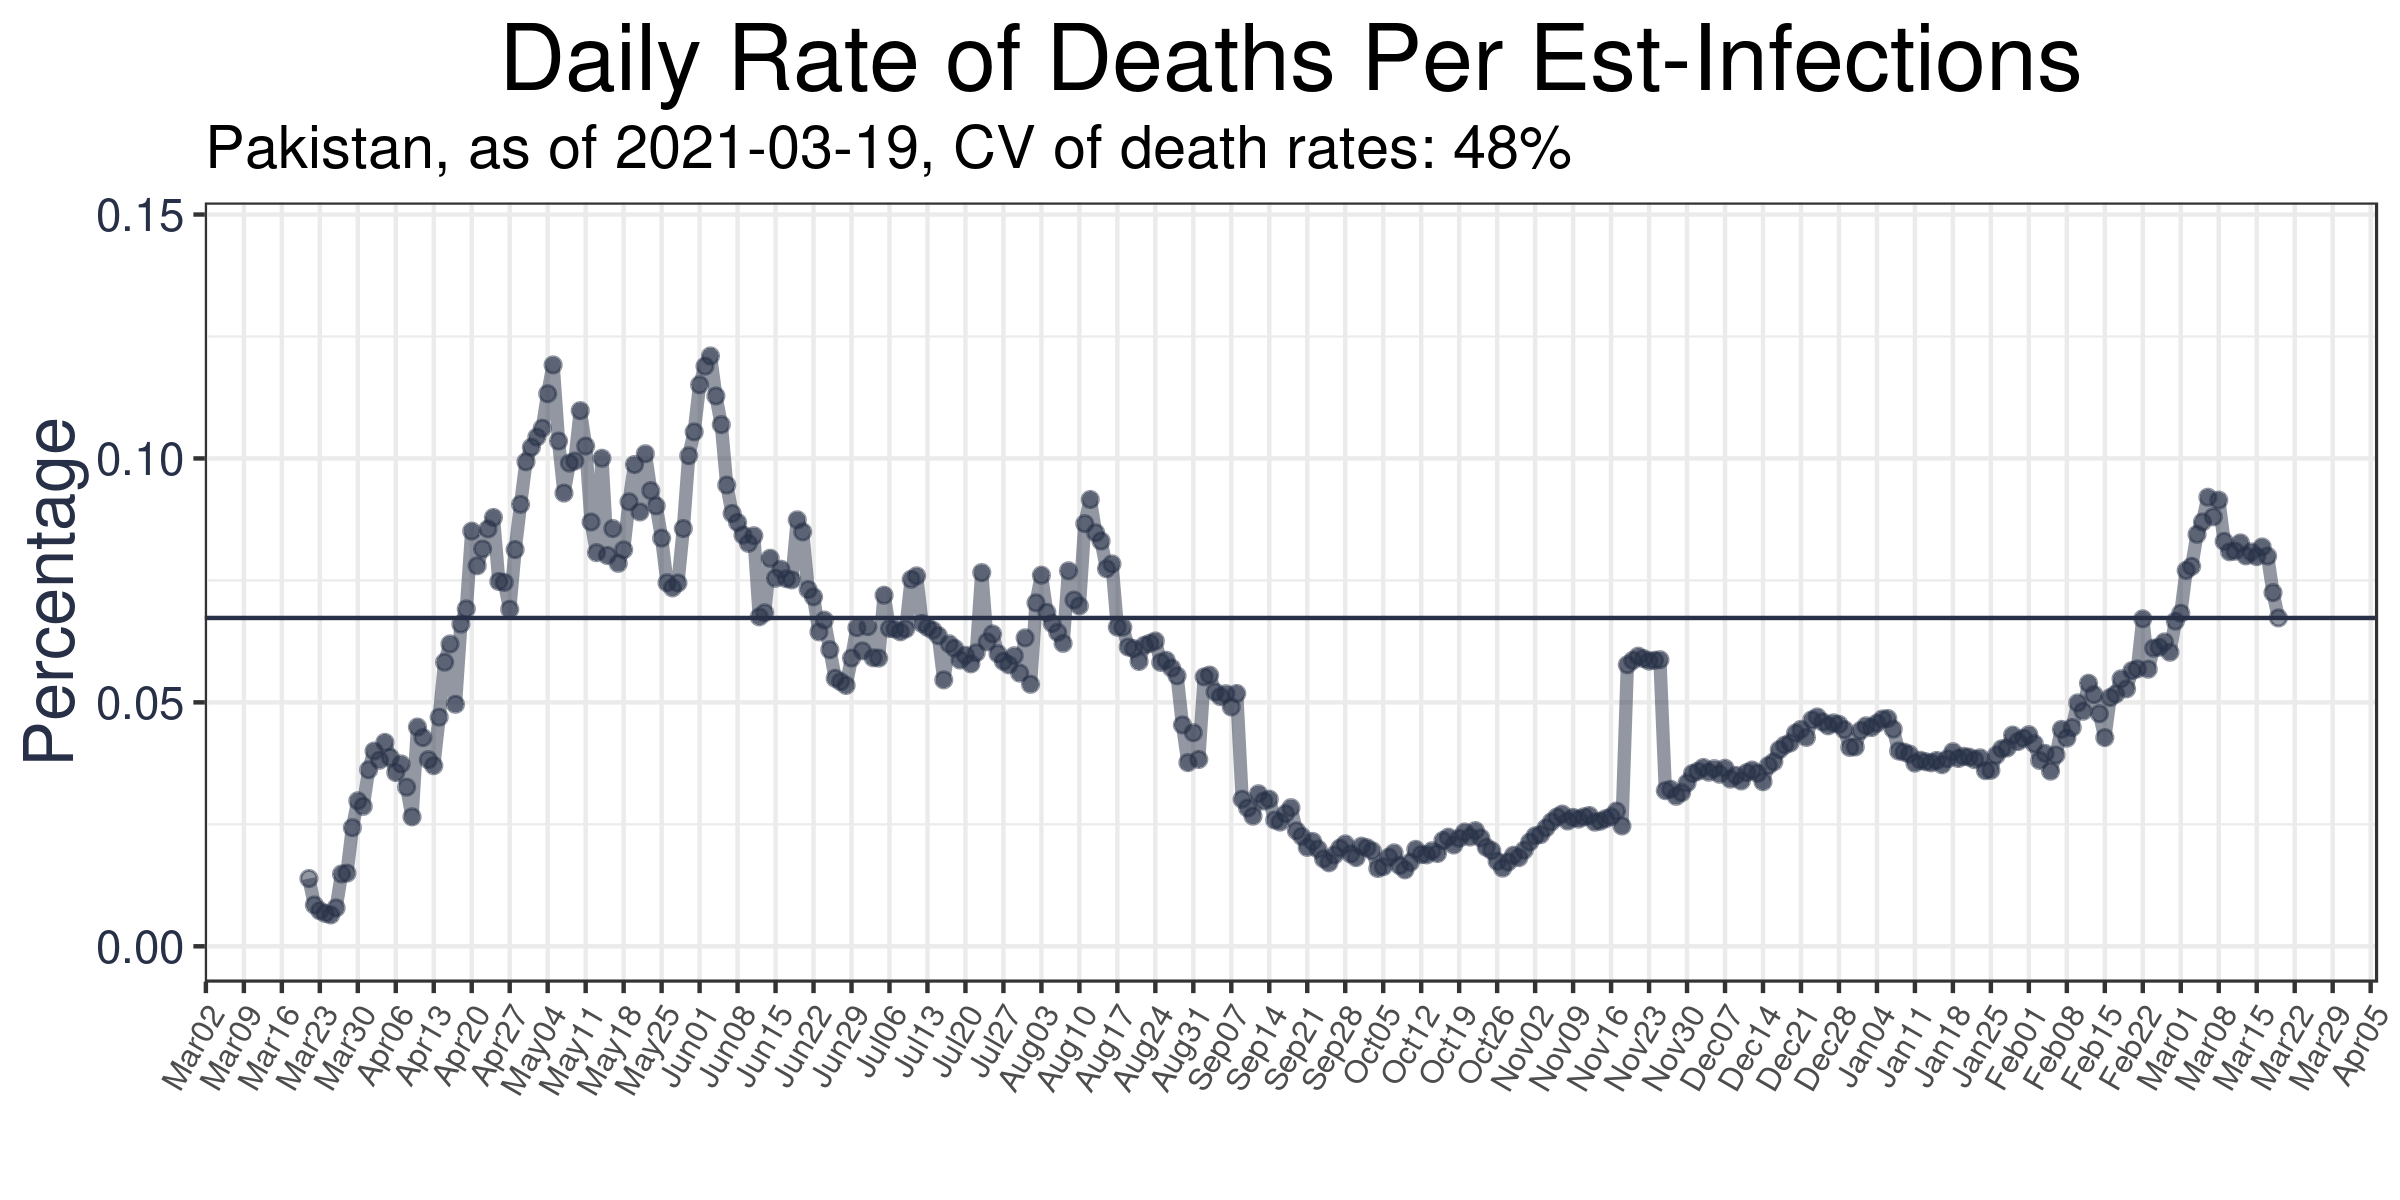 Daily Rate of Deaths Per Est-Infections
Pakistan, as of 2021-03-19, CV of death rates: 48%
Percentage
0.15
0.10
0.05
0.00
Mar02
Mar09
Mar16
Mar23
Mar30
Apr06
Apr13
Apr20
Apr27
May04
May11
May18
May25
Jun01
Jun08
Jun15
Jun22
Jun29
Jul06
Jul13
Jul20
Jul27
Aug03
Aug10
Aug17
Aug24
Aug31
Sep07
Sep14
Sep21
Sep28
Oct05
Oct12
Oct19
Oct26
Nov02
Nov09
Nov16
Nov23
Nov30
Dec07
Dec14
Dec21
Dec28
Jan04
Jan11
Jan18
Jan25
Feb01
Feb08
Feb15
Feb22
Mar01
Mar08
Mar15
Mar22
Mar29
Apr05